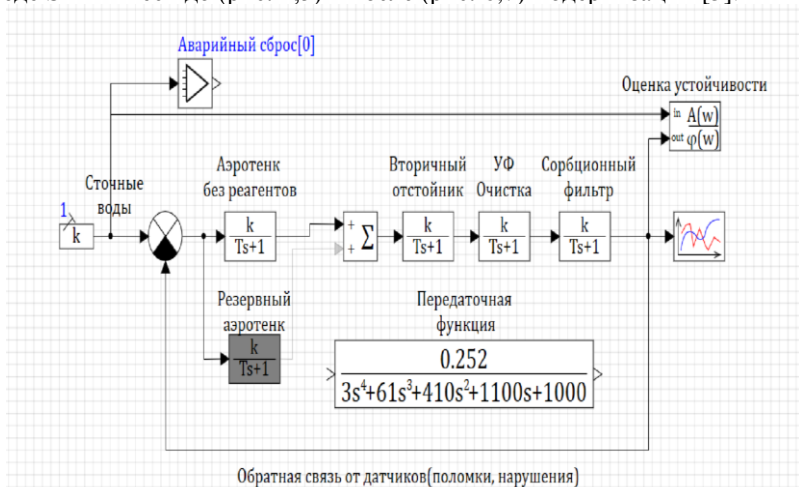 Аварийный сброс[0]
Оценка устойчивости
in A(w)
out φ(w)
Сточные
воды
Аэротенк
без реагентов
Вторичный
отстойник
УФ
Очистка
Сорбционный
фильтр
1
k
k
Ts+1
+
+
Σ
k
Ts+1
k
Ts+1
k
Ts+1
Резервный
аэротенк
k
Ts+1
Передаточная
функция
0.252
3s⁴+61s³+410s²+1100s+1000
Обратная связь от датчиков(поломки, нарушения)